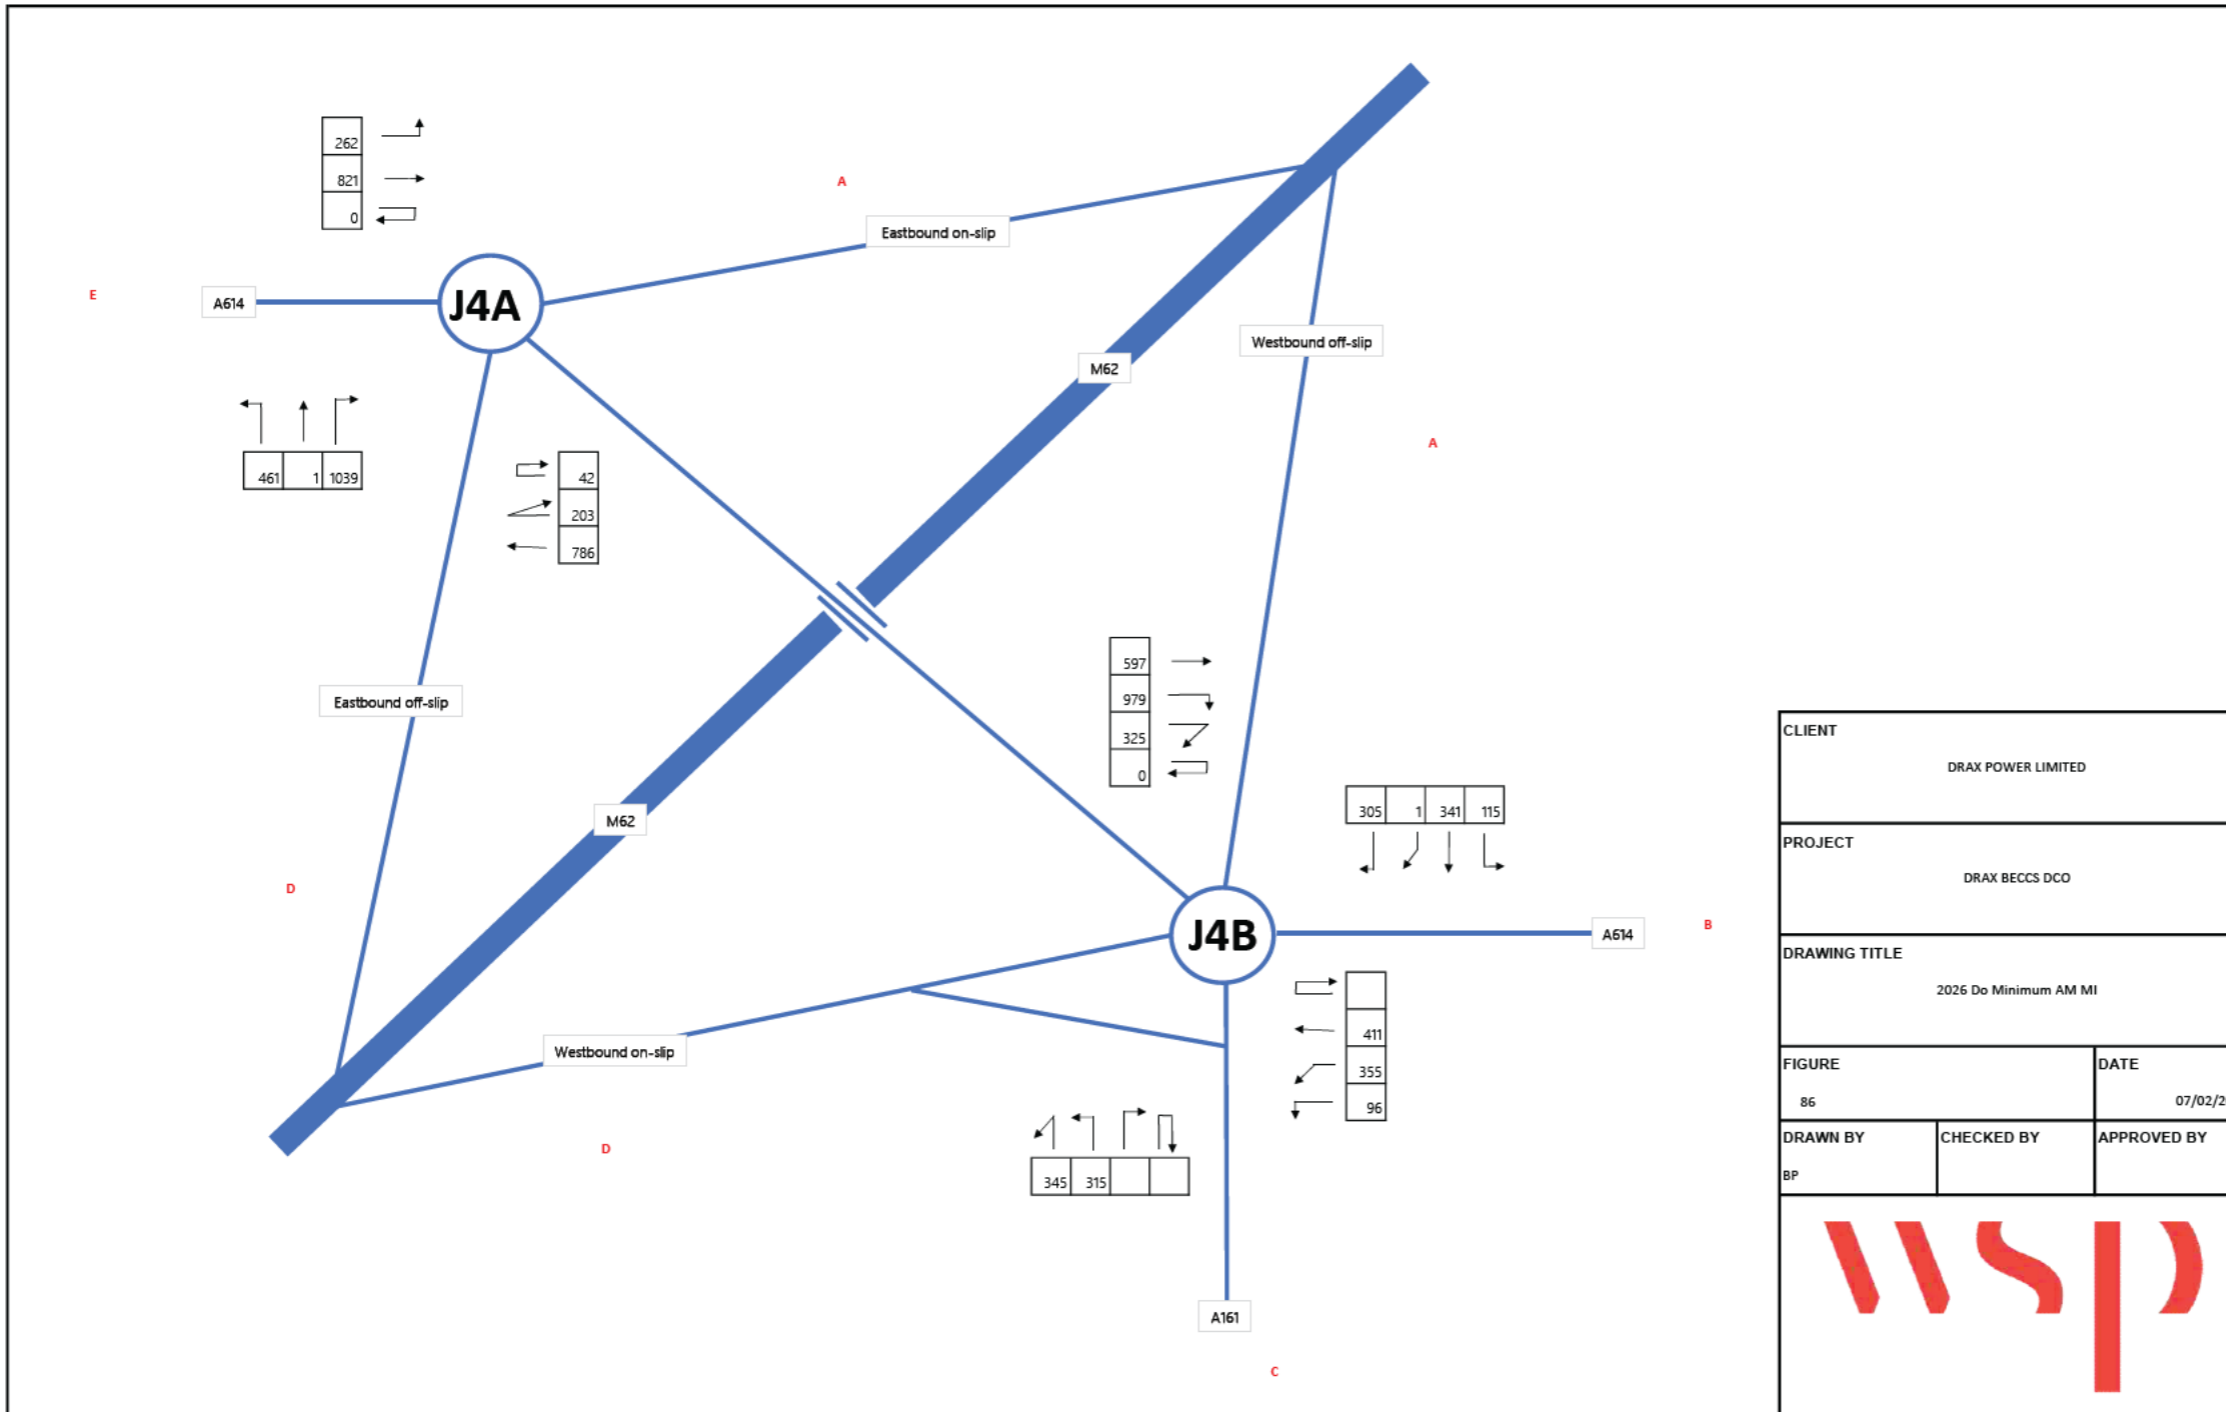 262
821
0
A
Eastbound on-slip
E
A614
J4A
Westbound off-slip
M62
A
461 1 1039
42
203
786
597
979
325
0
Eastbound off-slip
305 1 341 115
M62
D
J4B
A614
B
411
355
96
Westbound on-slip
D
345 315
A161
C
CLIENT
DRAX POWER LIMITED
PROJECT
DRAX BECCS DCO
DRAWING TITLE
2026 Do Minimum AM MI
FIGURE DATE
86 07/02/2
DRAWN BY CHECKED BY APPROVED BY
BP
wsp